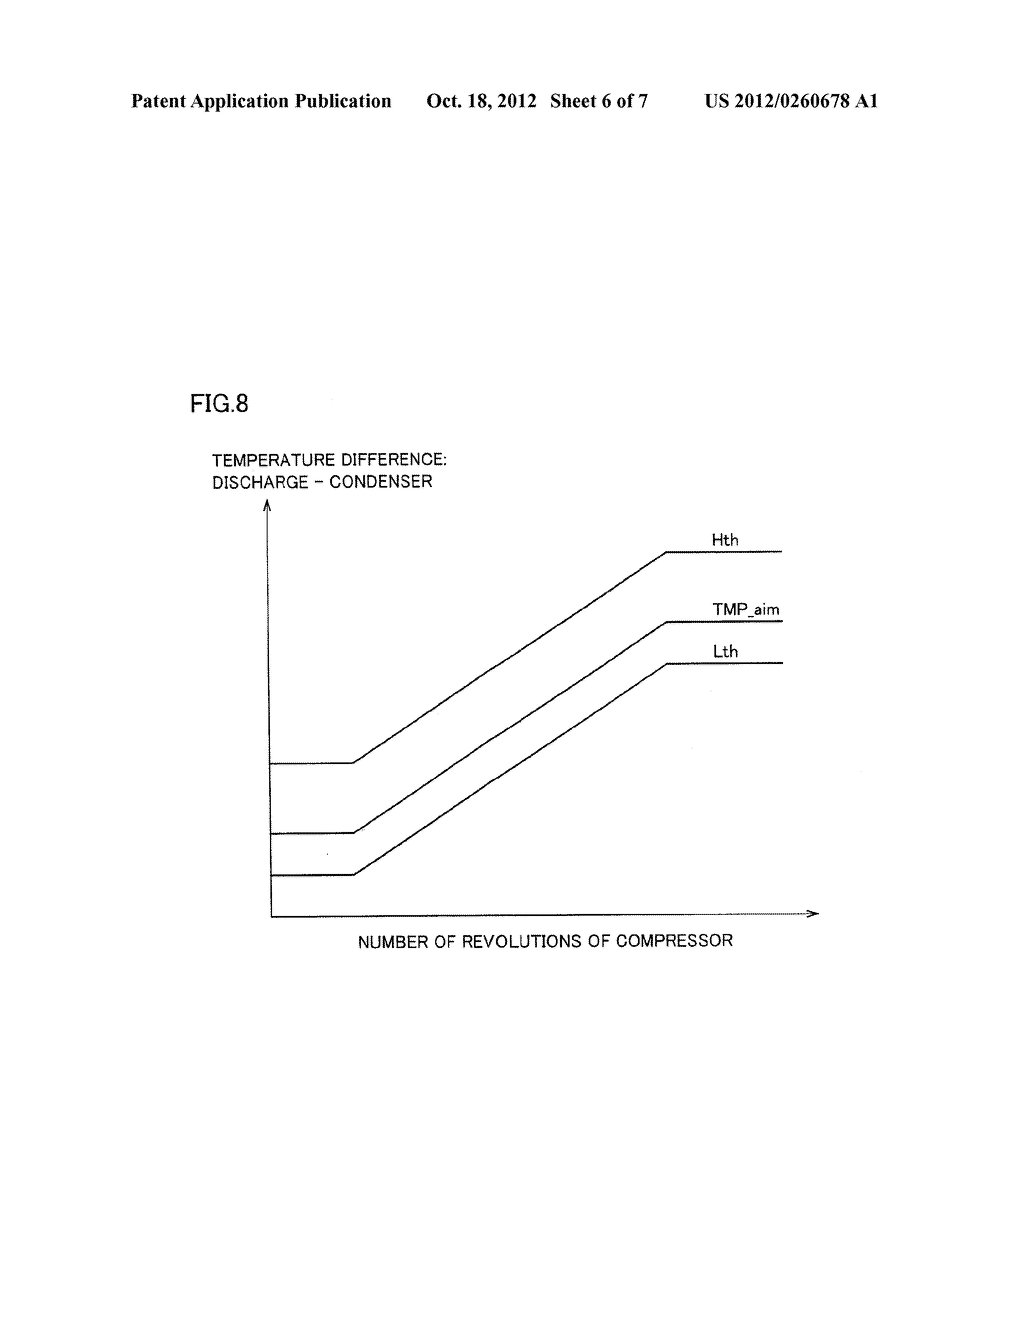 Patent Application Publication Oct. 18, 2012 Sheet 6 of 7 US 2012/0260678 A1
FIG.8
TEMPERATURE DIFFERENCE:
DISCHARGE - CONDENSER
Hth
TMP_aim
Lth
NUMBER OF REVOLUTIONS OF COMPRESSOR